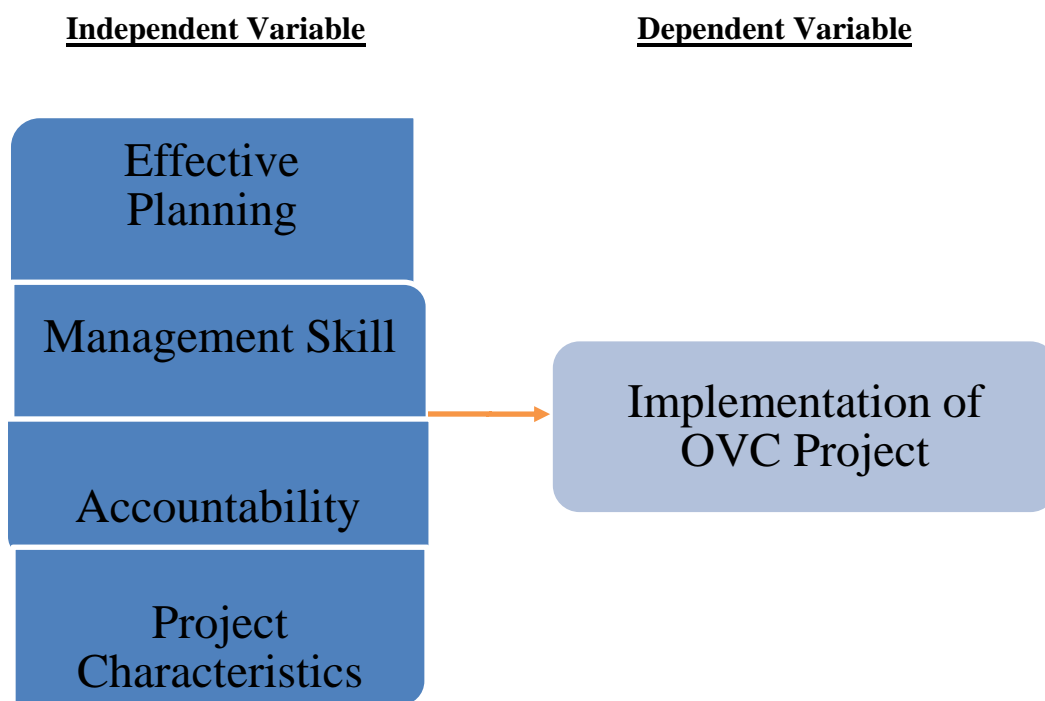 Independent Variable
Dependent Variable
Effective
Planning
Management Skill
Accountability
Project
Characteristics
Implementation of
OVC Project